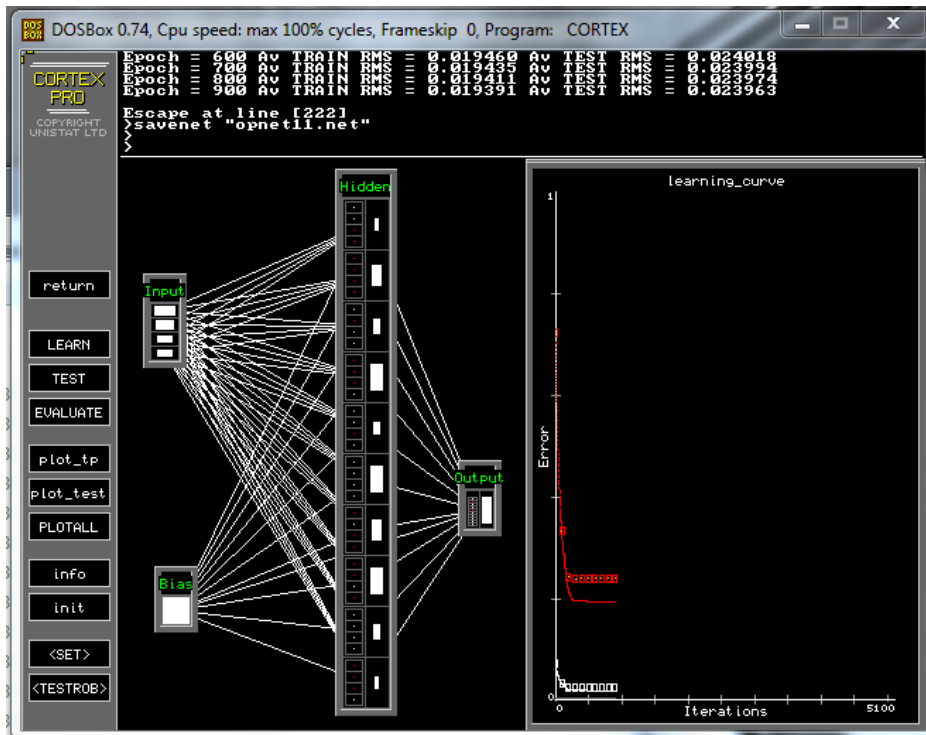 DOSBox 0.74, Cpu speed: max 100% cycles, Frameskip 0, Program: CORTEX
CORTEX
PRO
COPYRIGHT
UNISTAT LTD
Epoch = 600 Av TRAIN RMS = 0.019460 Av TEST RMS = 0.024018
Epoch = 700 Av TRAIN RMS = 0.019435 Av TEST RMS = 0.023994
Epoch = 800 Av TRAIN RMS = 0.019411 Av TEST RMS = 0.023974
Epoch = 900 Av TRAIN RMS = 0.019391 Av TEST RMS = 0.023963
Escape at line [222]
>savenet "opnet11.net"
>
>
return
LEARN
TEST
EVALUATE
plot_tp
plot_test
PLOTALL
info
init
<SET>
<TESTROB>
Input
Bias
Hidden
Output
learning_curve
1
Error
0
0
5100
Iterations